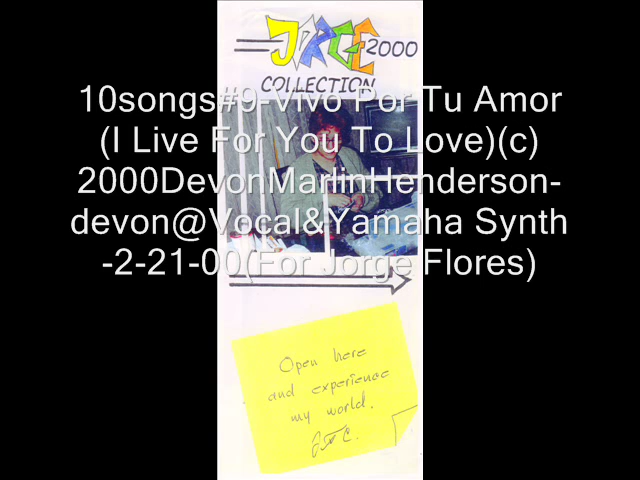 JORGE 2000
COLLECTION
10songs#9-Vivo Por Tu Amor
(I Live For You To Love)(c)
2000DevonMarlinHenderson-
devon@Vocal&Yamaha Synth
-2-21-00(For Jorge Flores)
Open here
and experience
my world.